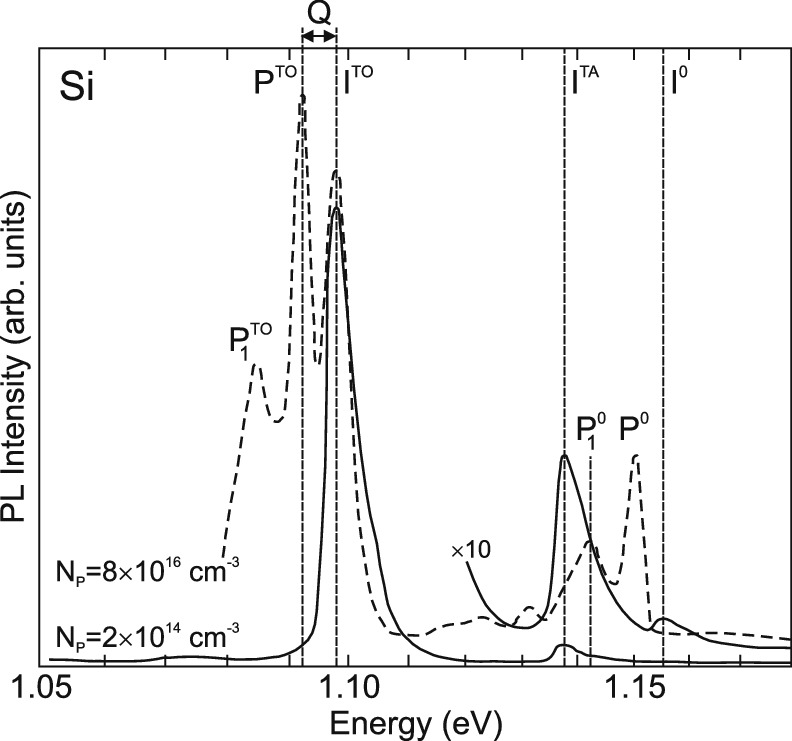 Q
Si
P^TO
I^TO
I^TA
I^0
P_1^TO
P_1^0
P^0
×10
N_P=8×10^16 cm^-3
N_P=2×10^14 cm^-3
PL Intensity (arb. units)
1.05
1.10
1.15
Energy (eV)